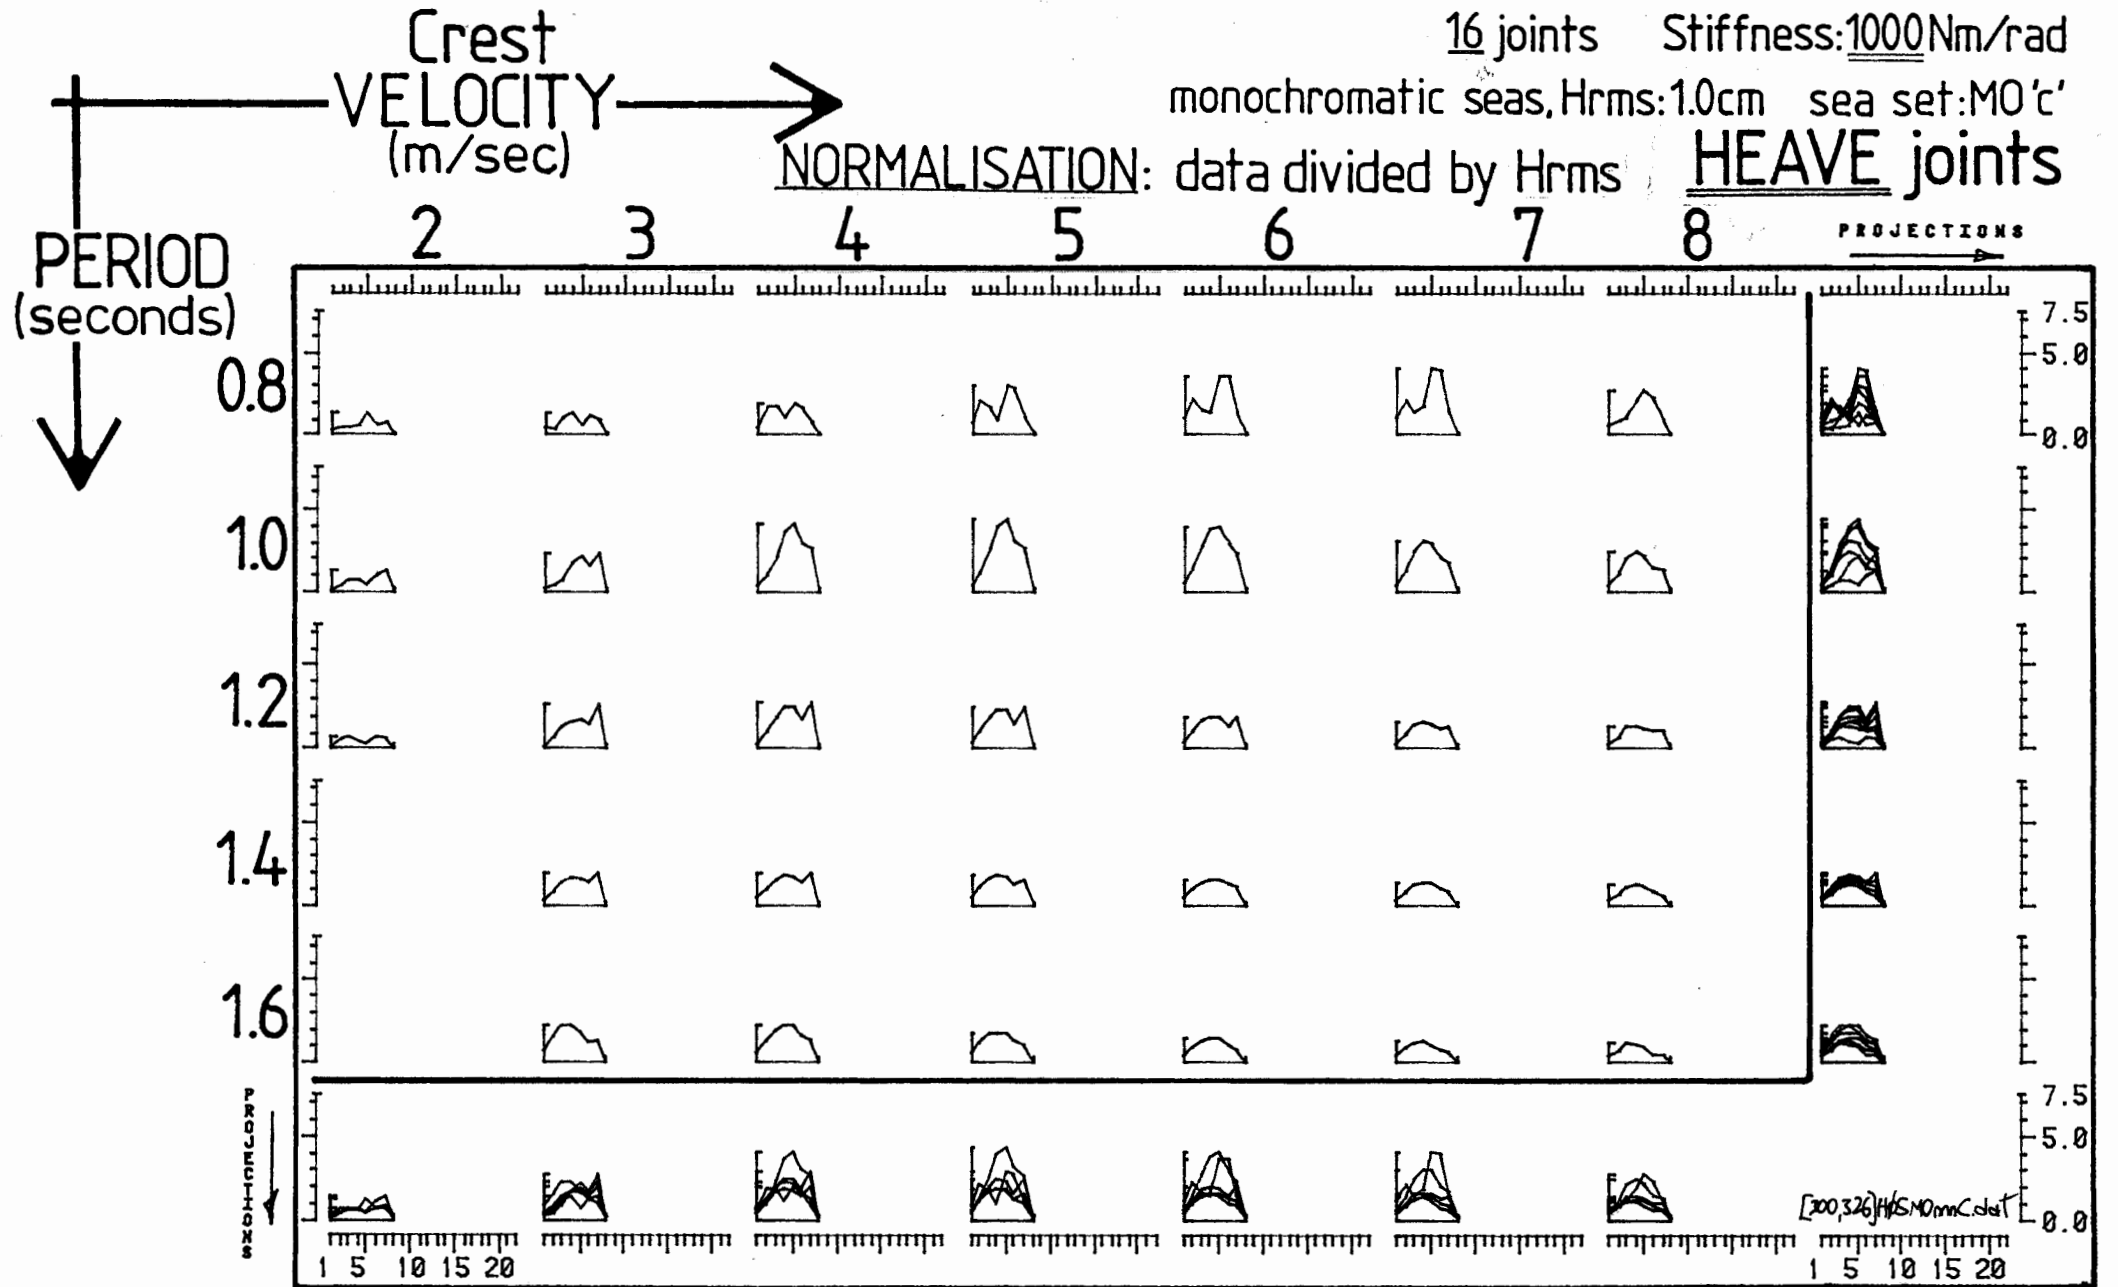 Crest
VELOCITY
(m/sec)
16 joints Stiffness:1000Nm/rad
monochromatic seas, Hrms:1.0cm sea set:MO'c'
NORMALISATION: data divided by Hrms HEAVE joints
PERIOD
(seconds)
2 3 4 5 6 7 8 PROJECTIONS
7.5
5.0
0.8
0.0
1.0
1.2
1.4
1.6
PROJECTIONS
7.5
5.0
0.0
1 5 10 15 20
1 5 10 15 20